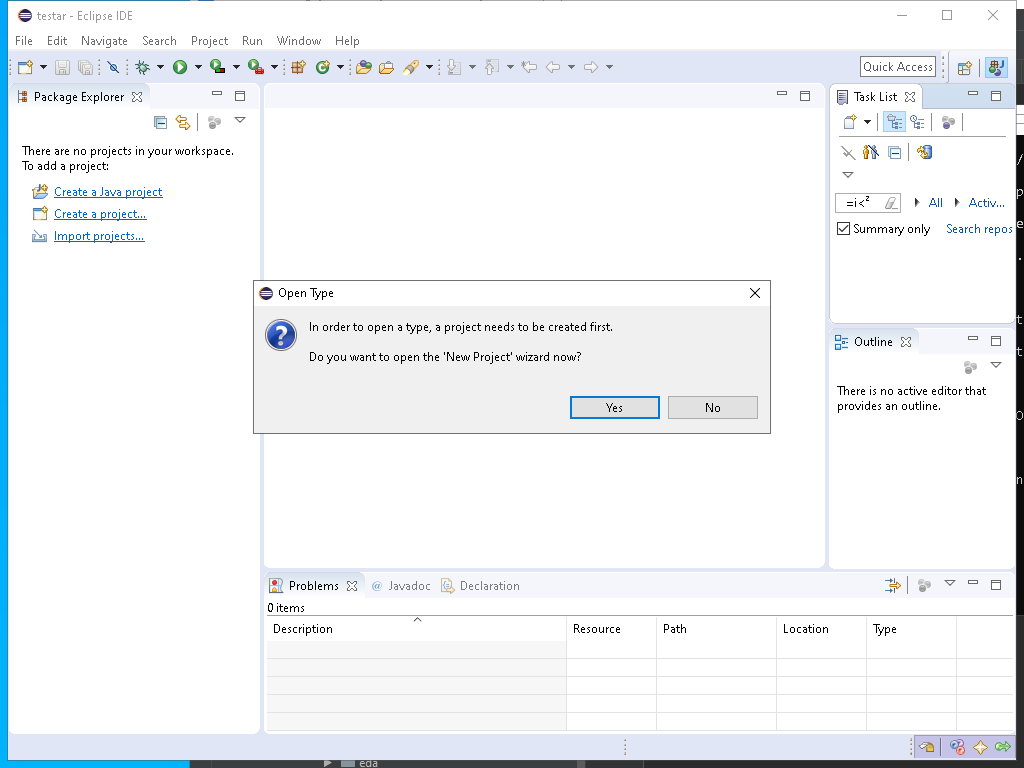 testar - Eclipse IDE
File Edit Navigate Search Project Run Window Help
Quick Access
Package Explorer
There are no projects in your workspace.
To add a project:
Create a Java project
Create a project...
Import projects...
Task List
All
Activ...
Summary only
Search repos
Open Type
In order to open a type, a project needs to be created first.
Do you want to open the 'New Project' wizard now?
Yes No
Outline
There is no active editor that
provides an outline.
Problems @ Javadoc Declaration
0 items
Description Resource Path Location Type
eda